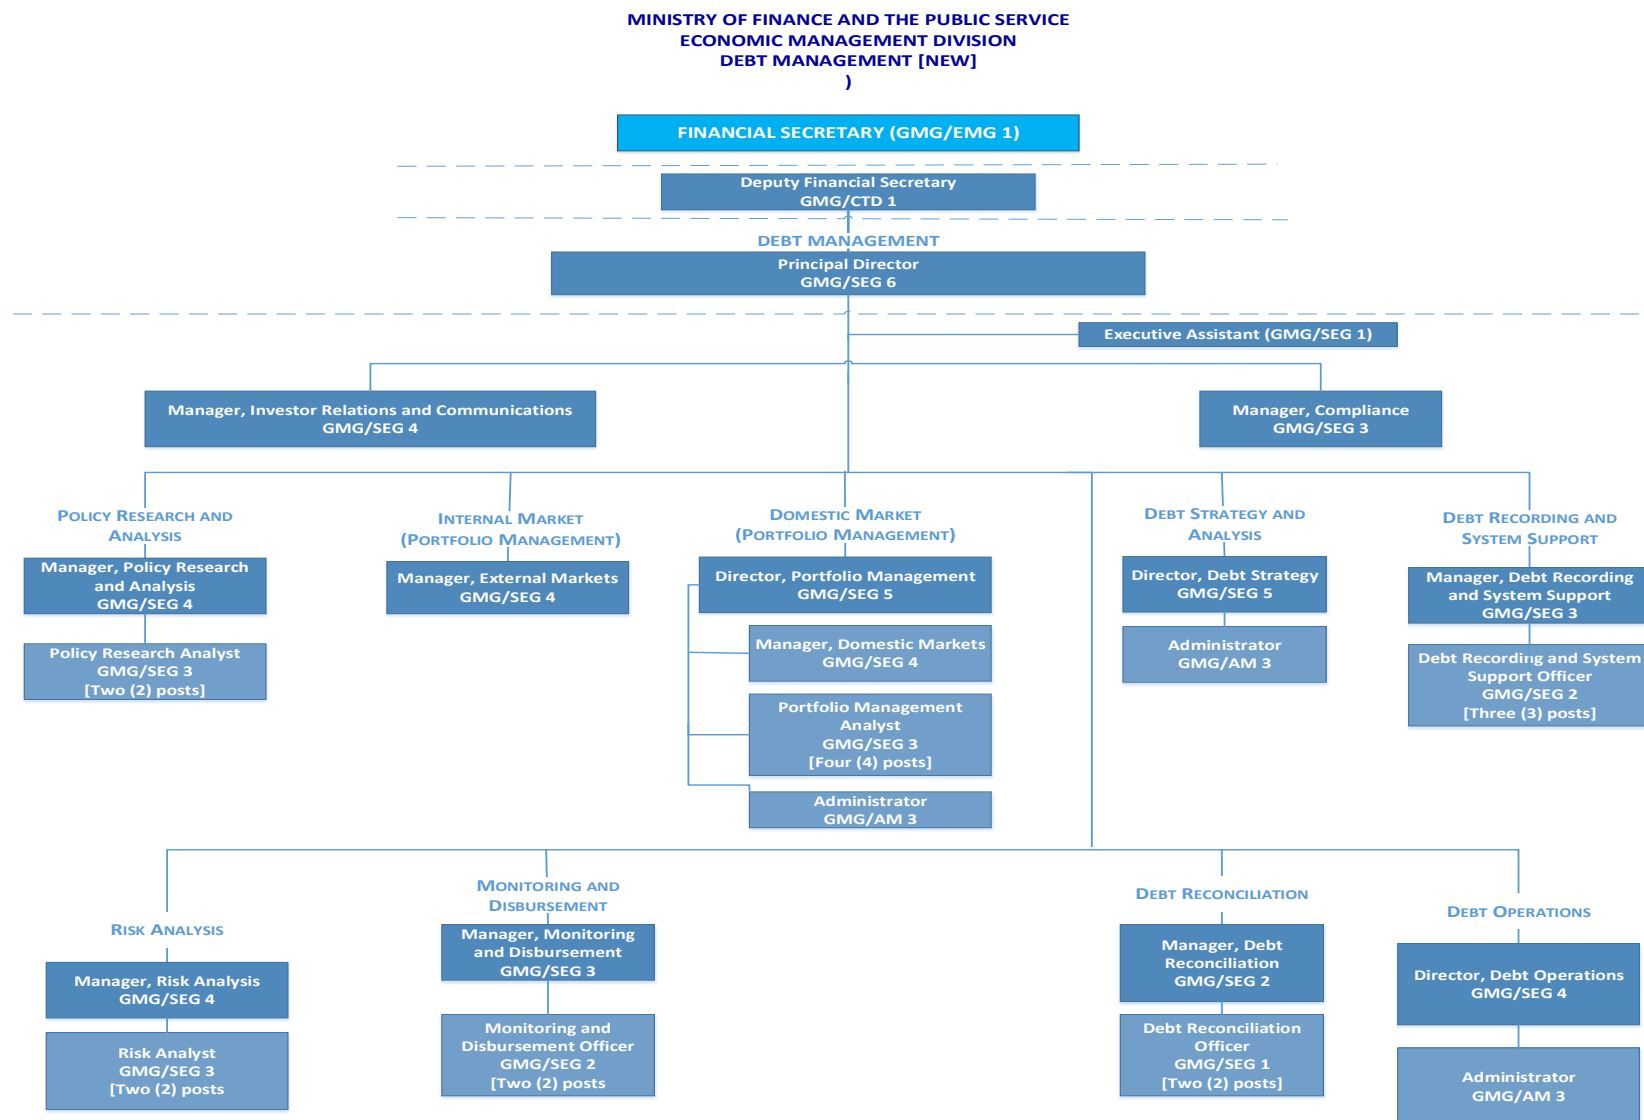 MINISTRY OF FINANCE AND THE PUBLIC SERVICE
ECONOMIC MANAGEMENT DIVISION
DEBT MANAGEMENT [NEW]
)
FINANCIAL SECRETARY (GMG/EMG 1)
Deputy Financial Secretary
GMG/CTD 1
DEBT MANAGEMENT
Principal Director
GMG/SEG 6
Executive Assistant (GMG/SEG 1)
Manager, Investor Relations and Communications
GMG/SEG 4
Manager, Compliance
GMG/SEG 3
POLICY RESEARCH AND
ANALYSIS
Manager, Policy Research
and Analysis
GMG/SEG 4
Policy Research Analyst
GMG/SEG 3
[Two (2) posts]
INTERNAL MARKET
(PORTFOLIO MANAGEMENT)
Manager, External Markets
GMG/SEG 4
DOMESTIC MARKET
(PORTFOLIO MANAGEMENT)
Director, Portfolio Management
GMG/SEG 5
Manager, Domestic Markets
GMG/SEG 4
Portfolio Management
Analyst
GMG/SEG 3
[Four (4) posts]
Administrator
GMG/AM 3
DEBT STRATEGY AND
ANALYSIS
Director, Debt Strategy
GMG/SEG 5
Administrator
GMG/AM 3
DEBT RECORDING AND
SYSTEM SUPPORT
Manager, Debt Recording
and System Support
GMG/SEG 3
Debt Recording and System
Support Officer
GMG/SEG 2
[Three (3) posts]
RISK ANALYSIS
Manager, Risk Analysis
GMG/SEG 4
Risk Analyst
GMG/SEG 3
[Two (2) posts
MONITORING AND
DISBURSEMENT
Manager, Monitoring
and Disbursement
GMG/SEG 3
Monitoring and
Disbursement Officer
GMG/SEG 2
[Two (2) posts
DEBT RECONCILIATION
Manager, Debt
Reconciliation
GMG/SEG 2
Debt Reconciliation
Officer
GMG/SEG 1
[Two (2) posts]
DEBT OPERATIONS
Director, Debt Operations
GMG/SEG 4
Administrator
GMG/AM 3